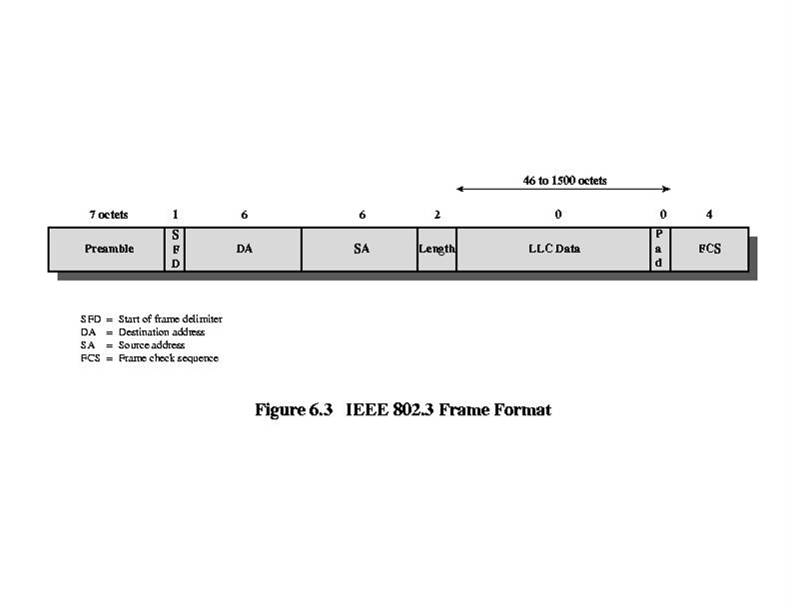 46 to 1500 octets
7 octets 1 6 6 2 0 0 4
Preamble SFD DA SA Length LLC Data Pad FCS
SFD = Start of frame delimiter
DA = Destination address
SA = Source address
FCS = Frame check sequence
Figure 6.3 IEEE 802.3 Frame Format